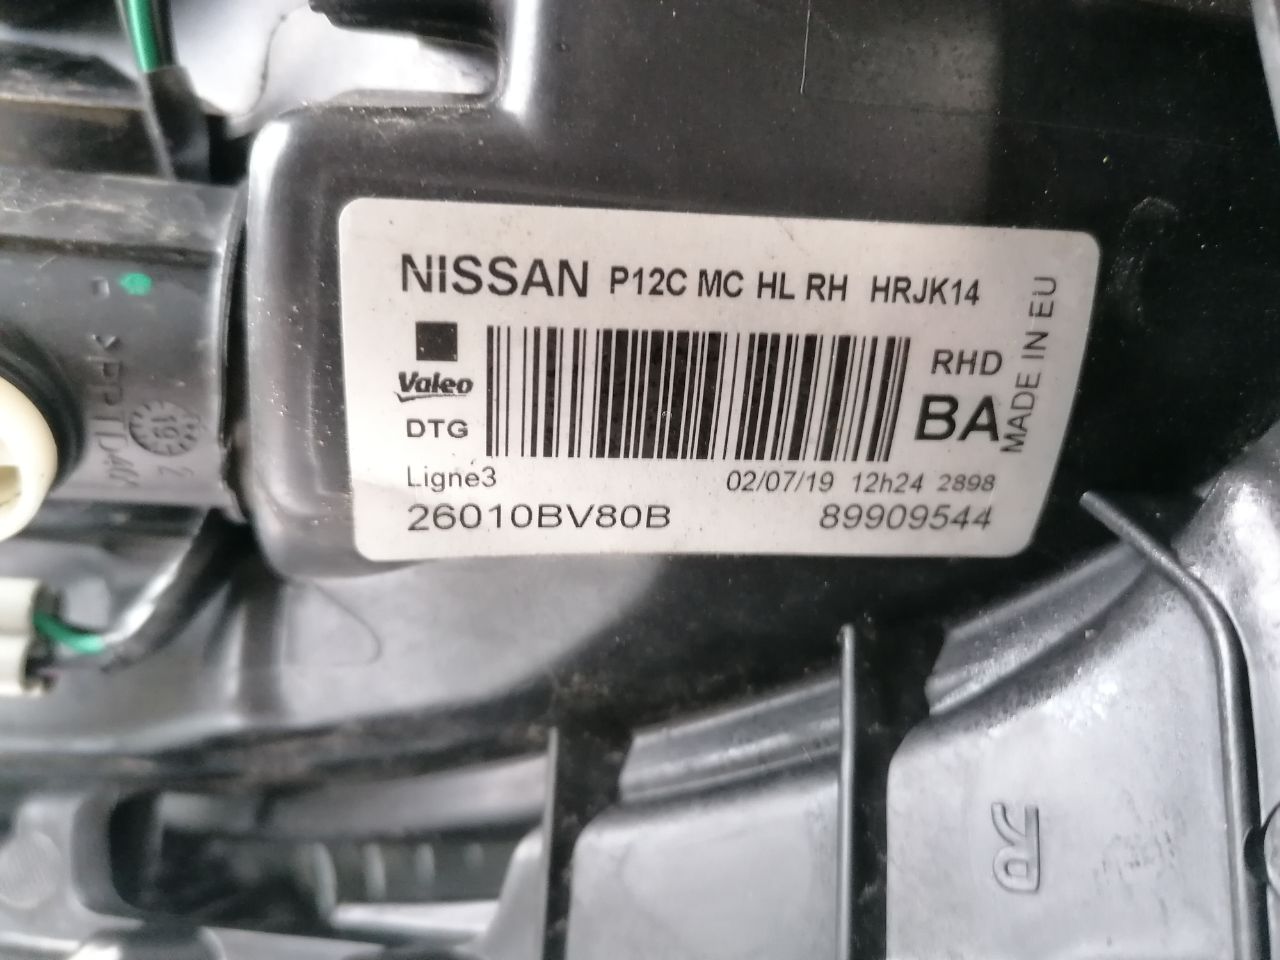 NISSAN P12C MC HL RH HRJK14
MADE IN EU
Valeo
RHD
DTG
BA
Ligne3
02/07/19 12h24 2898
26010BV80B
89909544